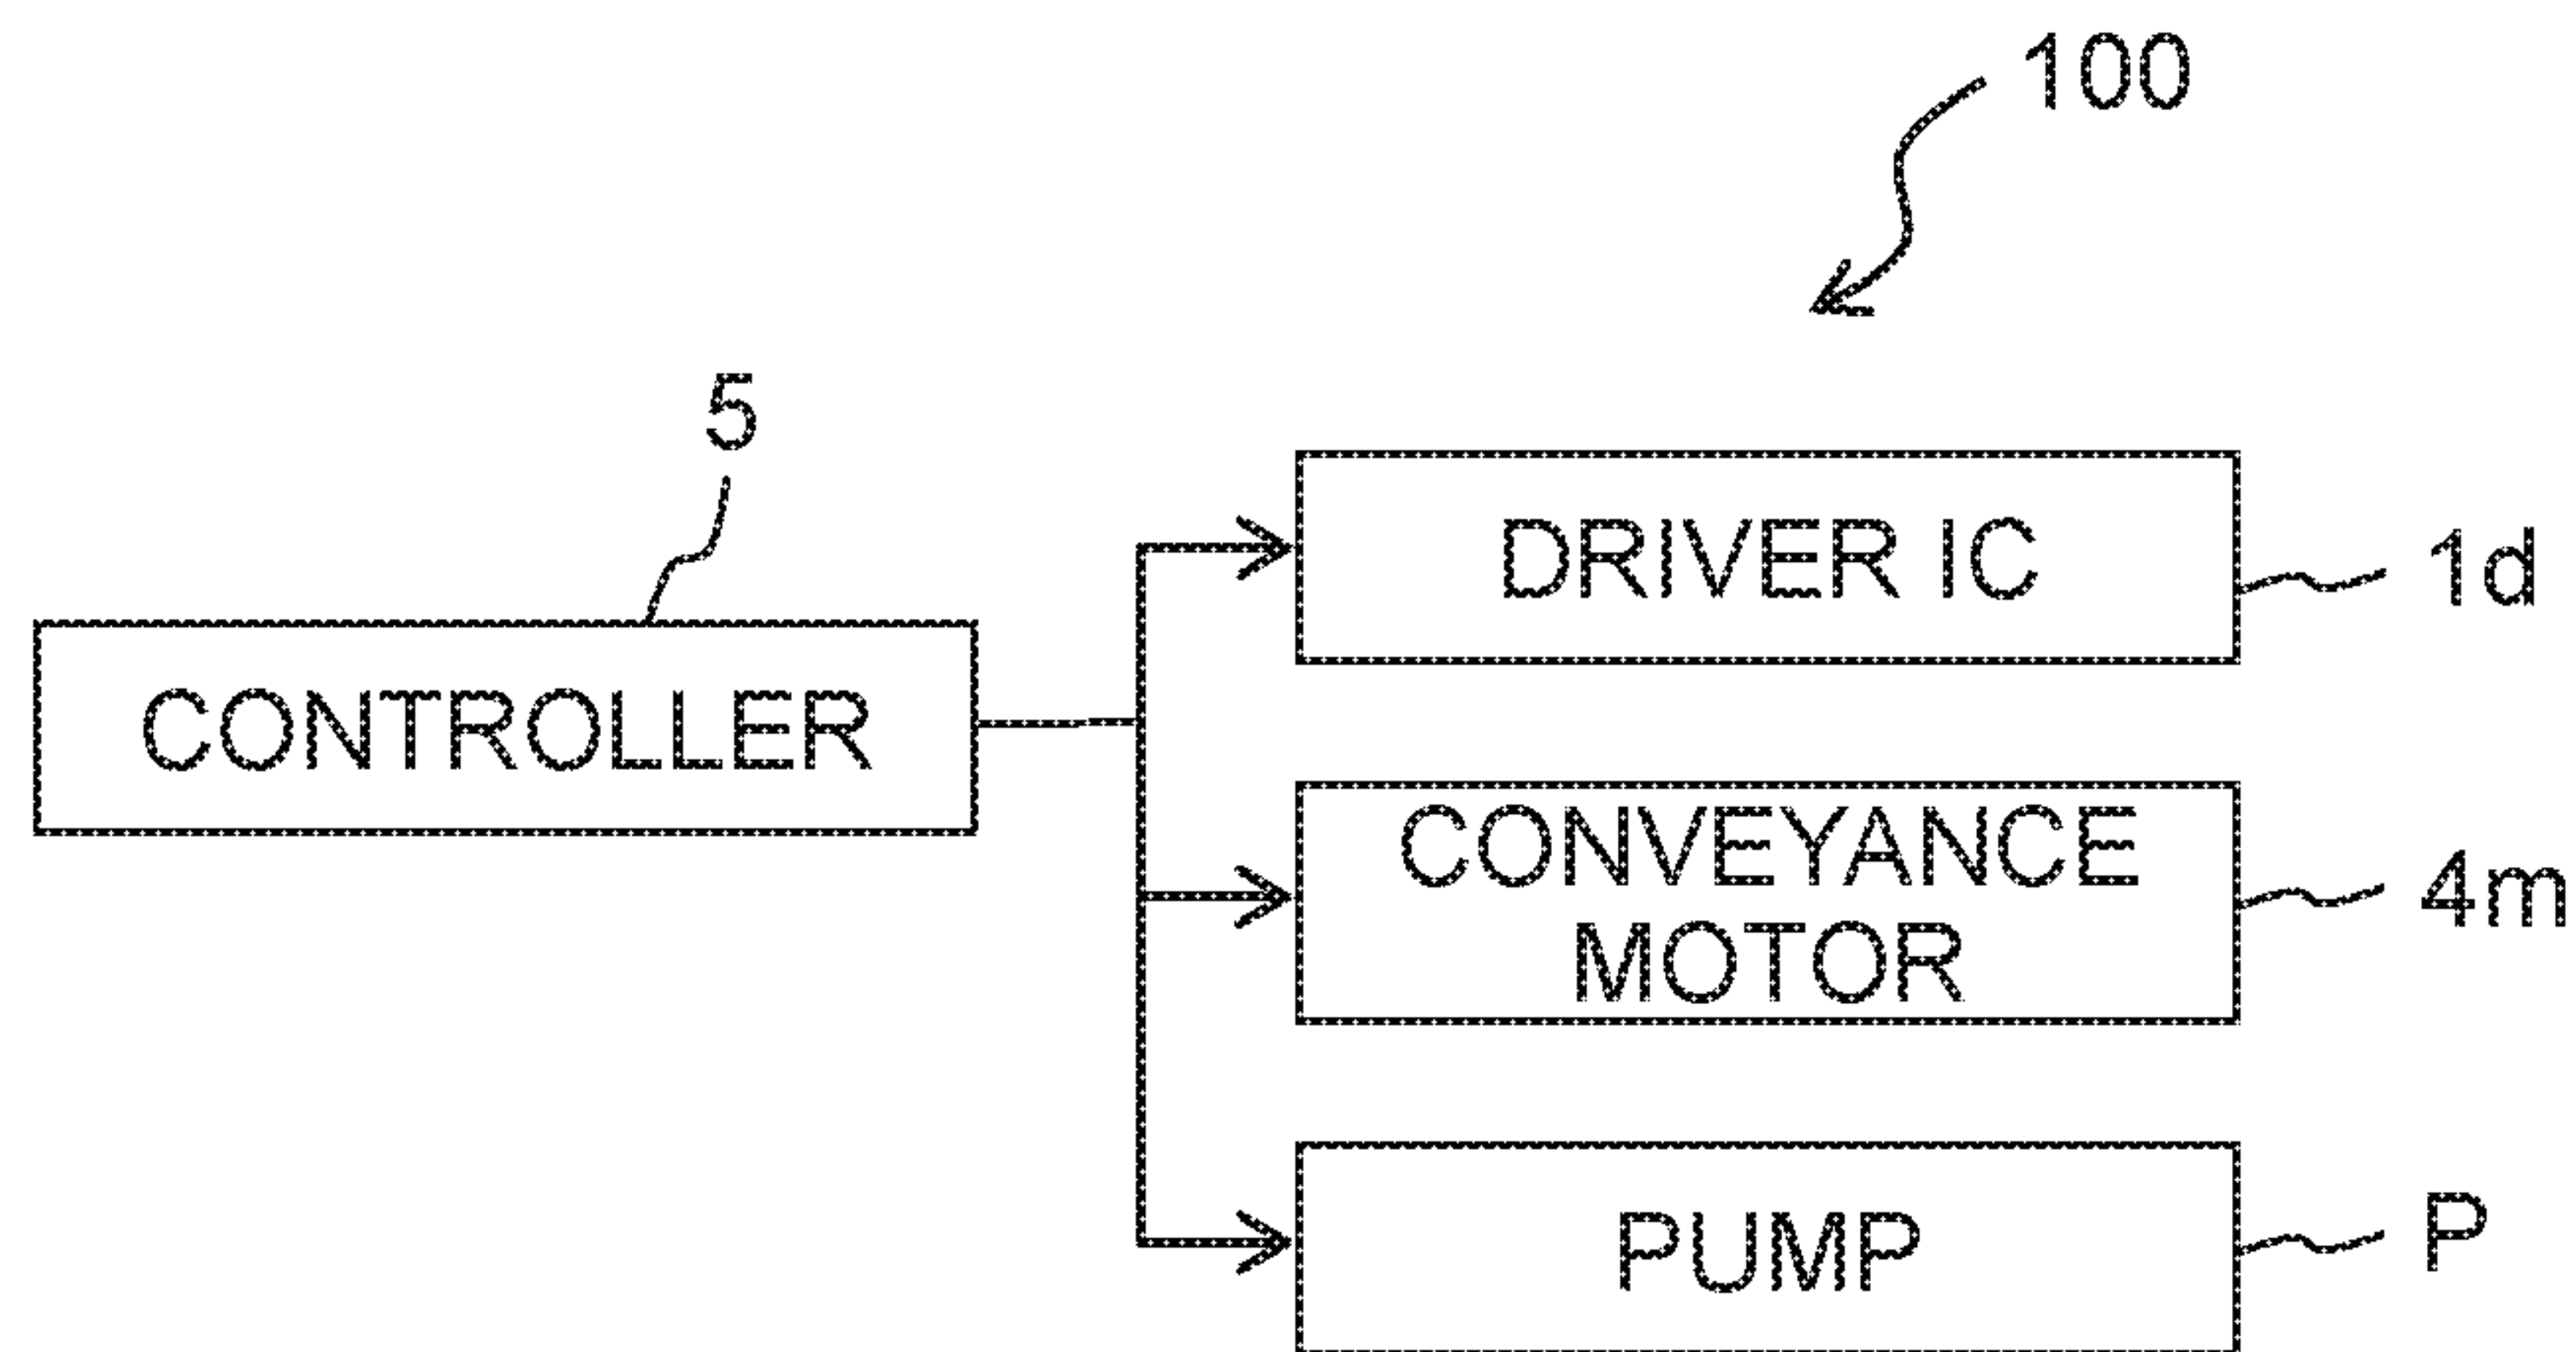 100
5
DRIVER IC
1d
CONTROLLER
CONVEYANCE
MOTOR
4m
PUMP
P